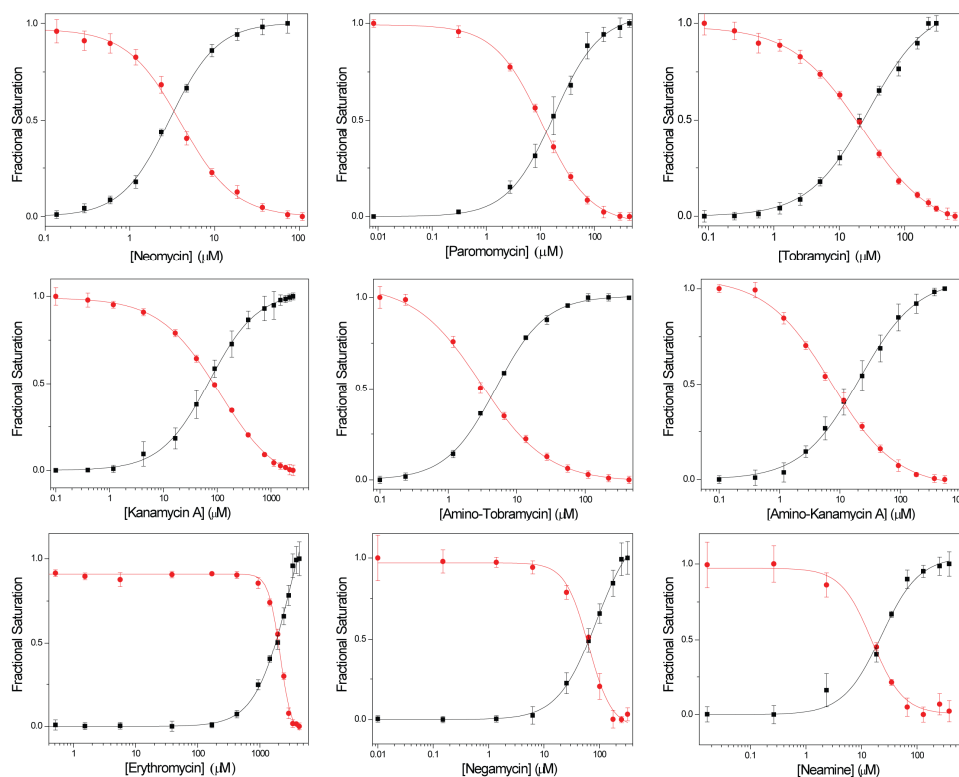 1.0
0.5
0.0
Fractional Saturation
0.1 1 10 100
[Neomycin] (μM)
1.0
0.5
0.0
Fractional Saturation
0.01 0.1 1 10 100
[Paromomycin] (μM)
1.0
0.5
0.0
Fractional Saturation
0.1 1 10 100
[Tobramycin] (μM)
1.0
0.5
0.0
Fractional Saturation
0.1 1 10 100 1000
[Kanamycin A] (μM)
1.0
0.5
0.0
Fractional Saturation
0.1 1 10 100
[Amino-Tobramycin] (μM)
1.0
0.5
0.0
Fractional Saturation
0.1 1 10 100
[Amino-Kanamycin A] (μM)
1.0
0.5
0.0
Fractional Saturation
1 10 100 1000
[Erythromycin] (μM)
1.0
0.5
0.0
Fractional Saturation
0.01 0.1 1 10 100
[Negamycin] (μM)
1.0
0.5
0.0
Fractional Saturation
0.1 1 10 100
[Neamine] (μM)